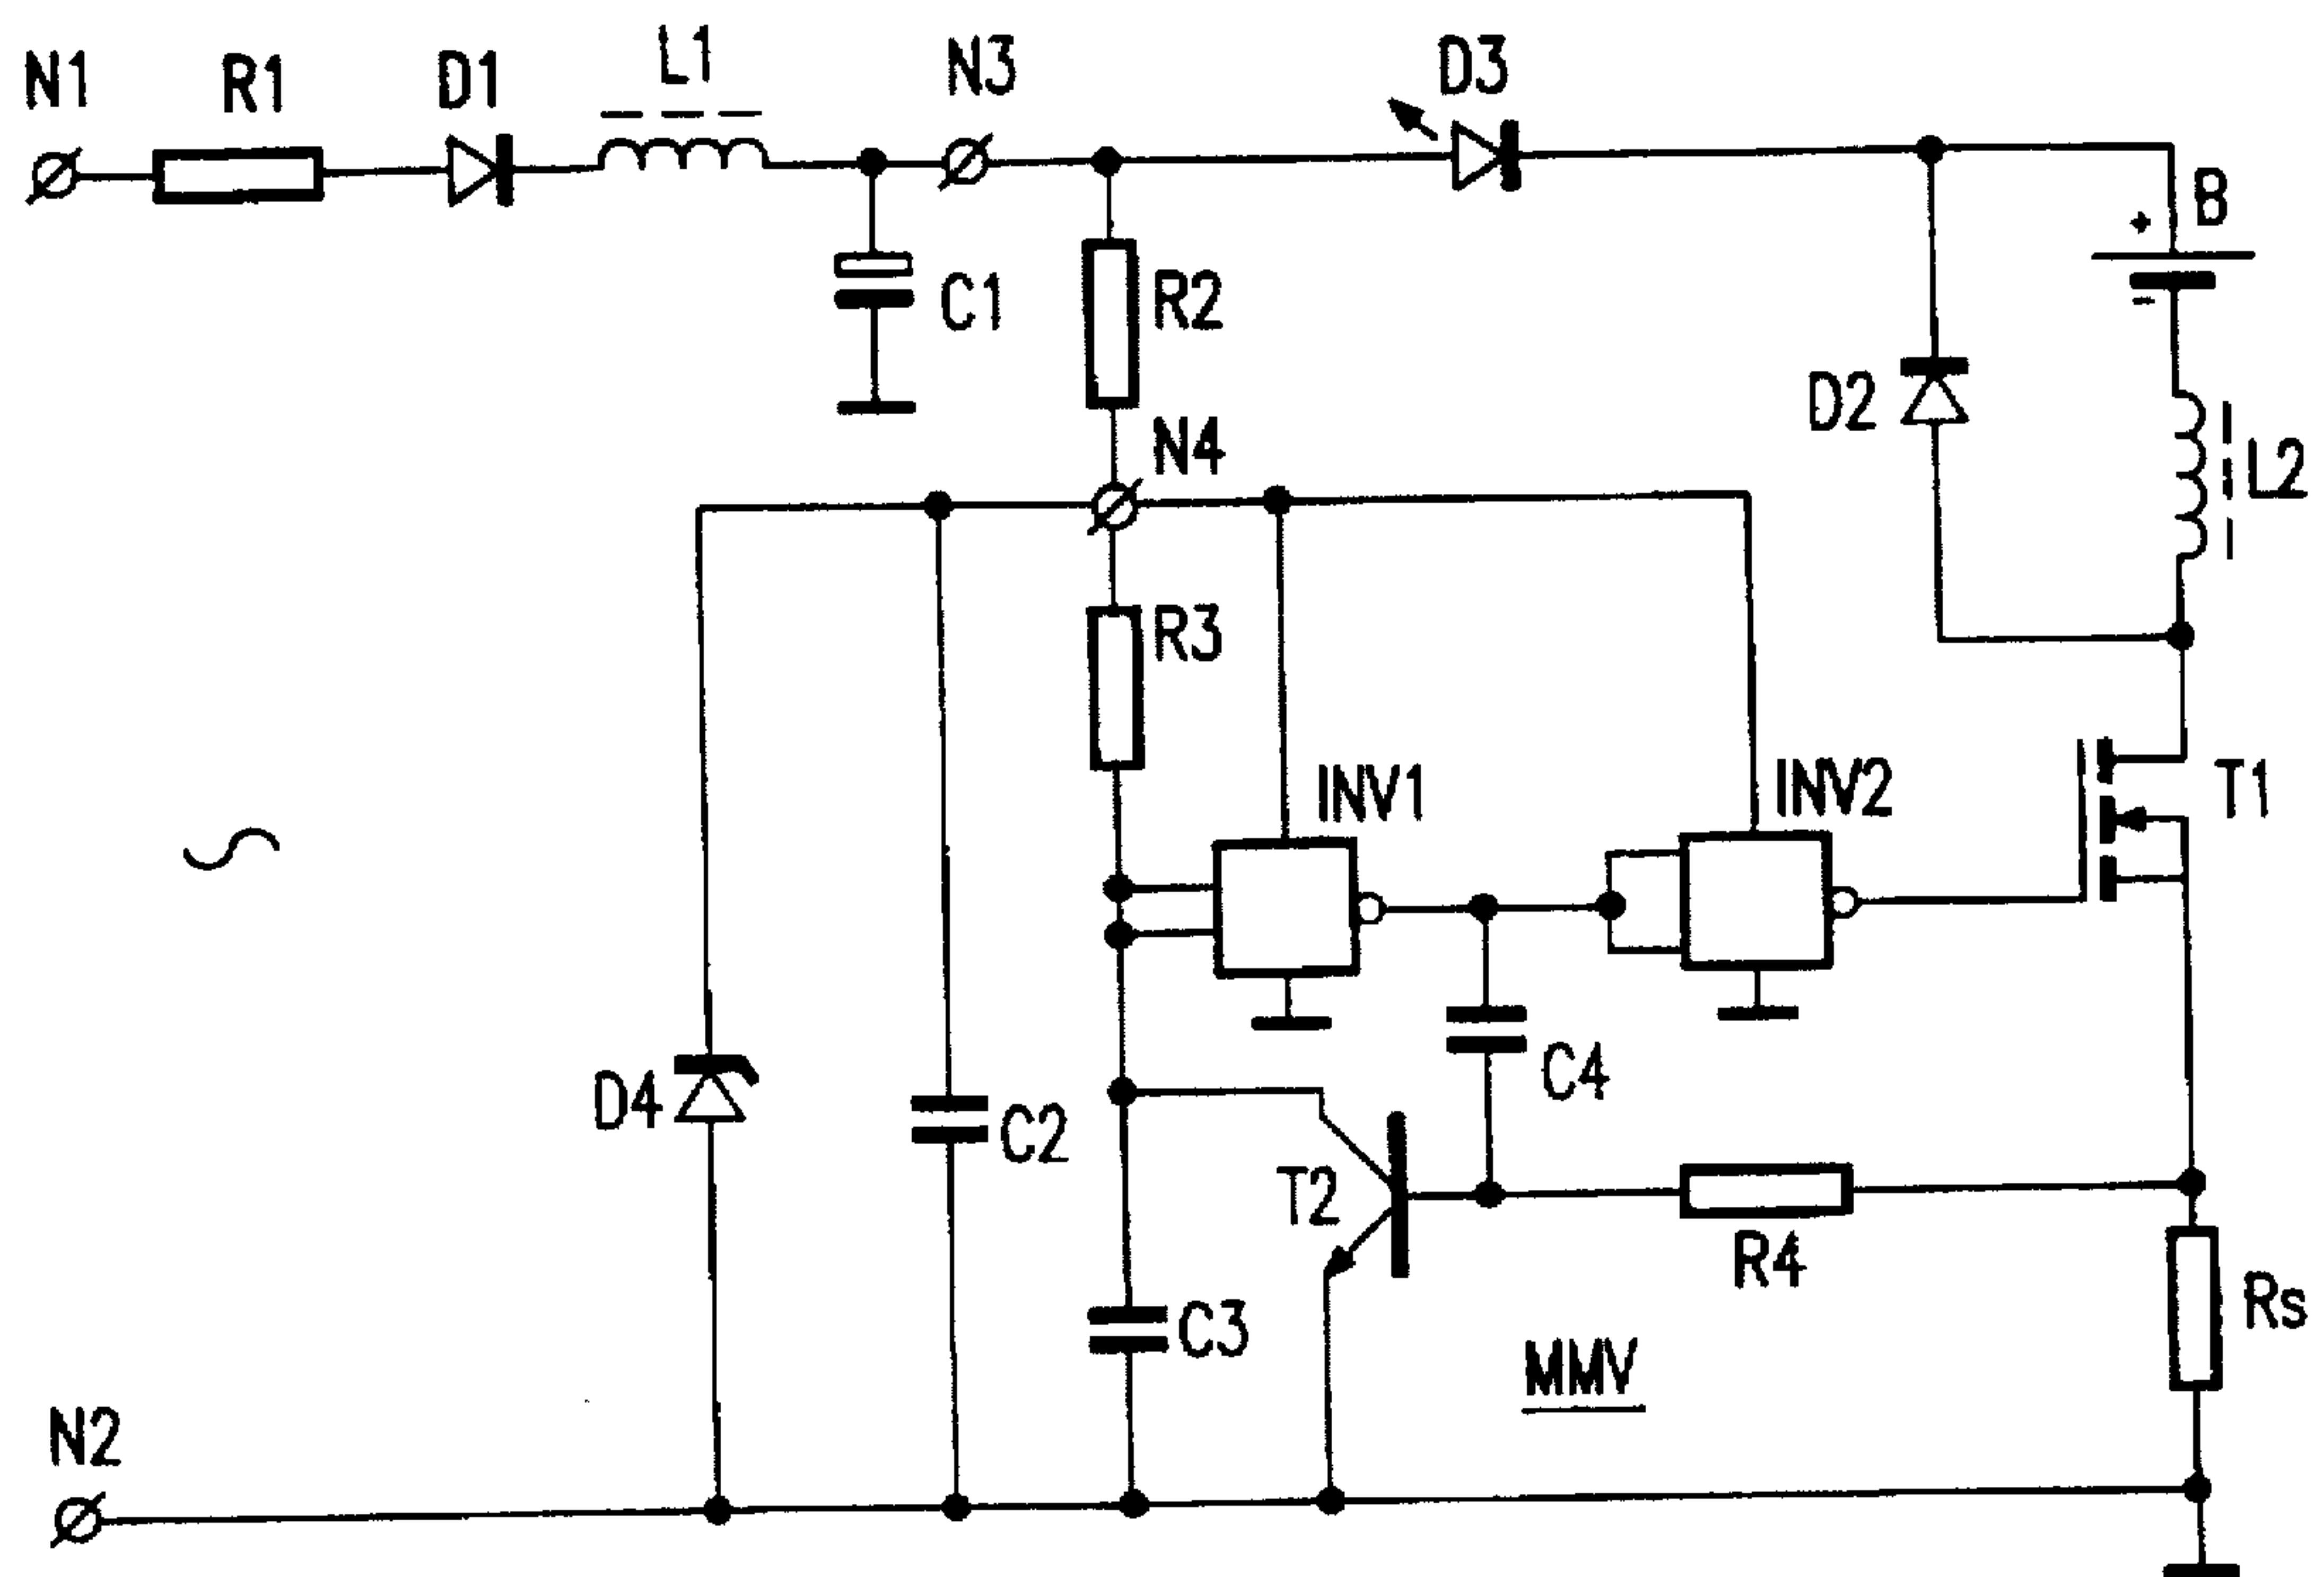 N1
R1
D1
L1
N3
D3
B
+
-
C1
R2
N4
D2
L2
R3
INV1
INV2
T1
D4
C2
C4
T2
R4
C3
Rs
MMV
N2